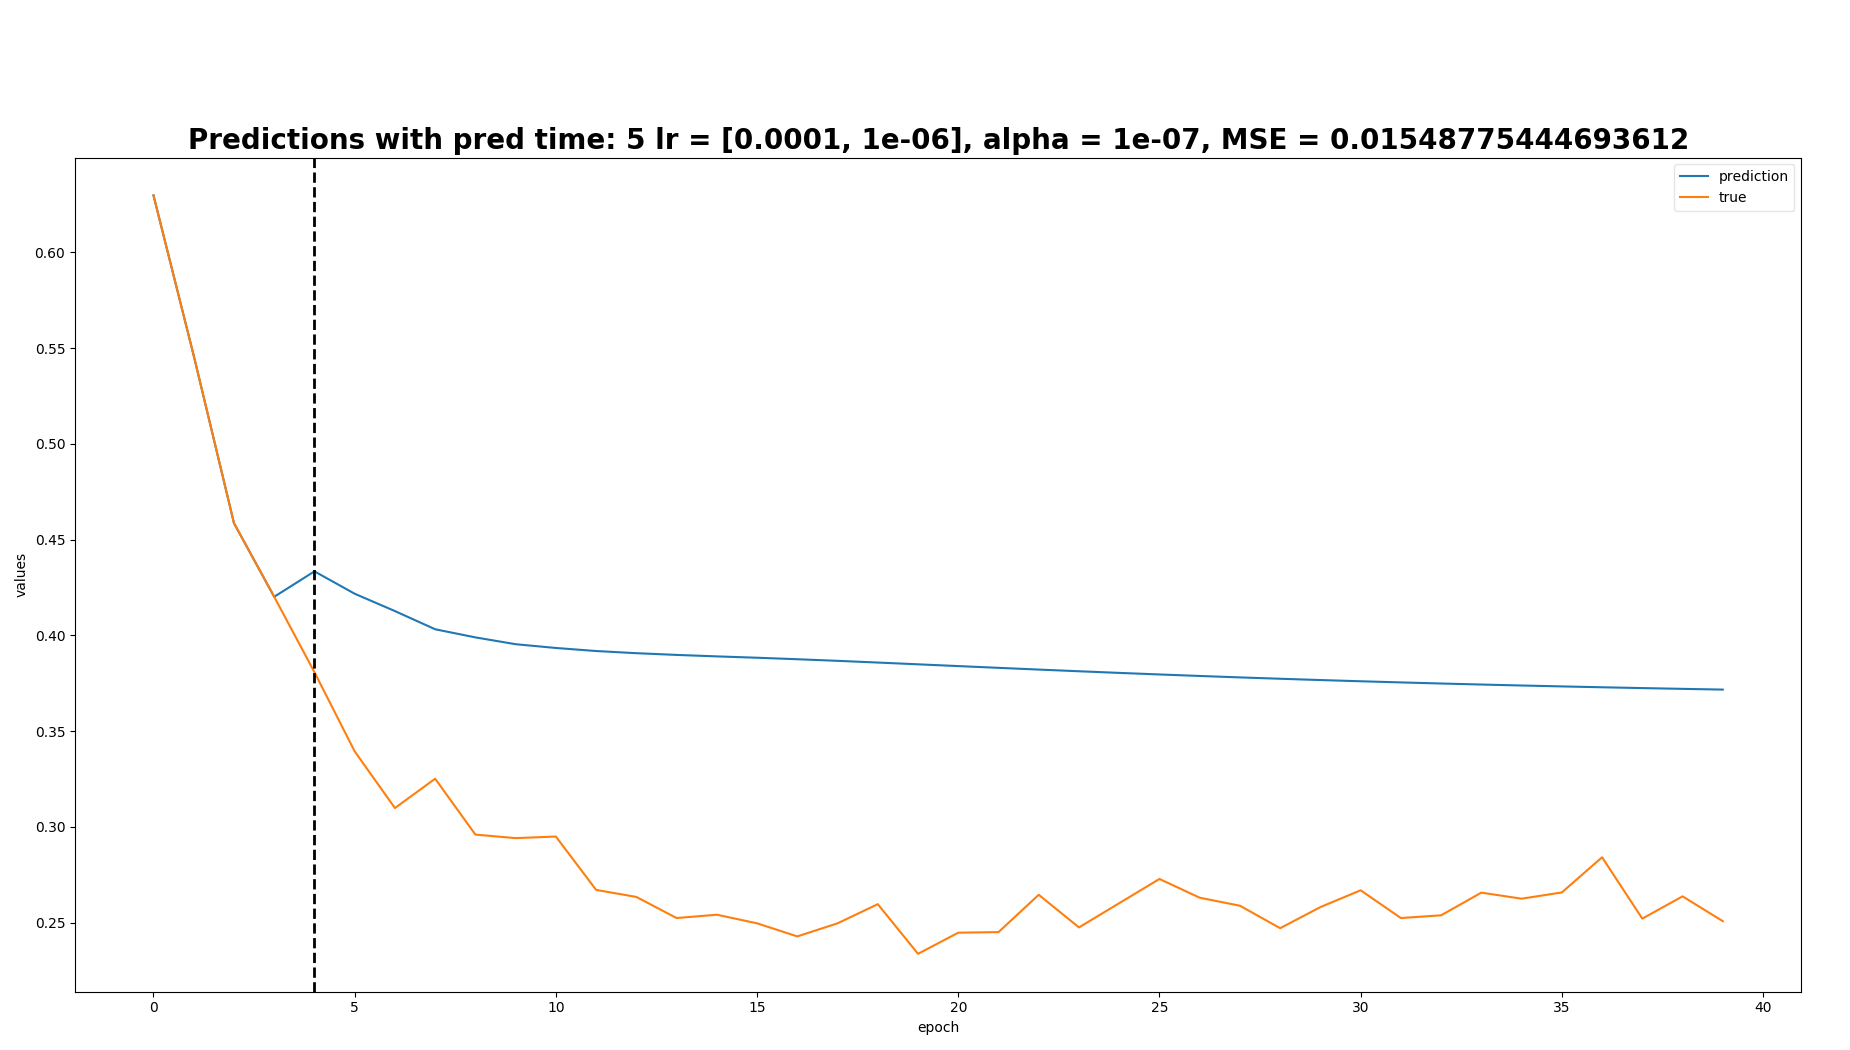 Predictions with pred time: 5 lr = [0.0001, 1e-06], alpha = 1e-07, MSE = 0.01548775444693612
prediction
true
0.60
0.55
0.50
0.45
0.40
0.35
0.30
0.25
values
0 5 10 15 20 25 30 35 40
epoch